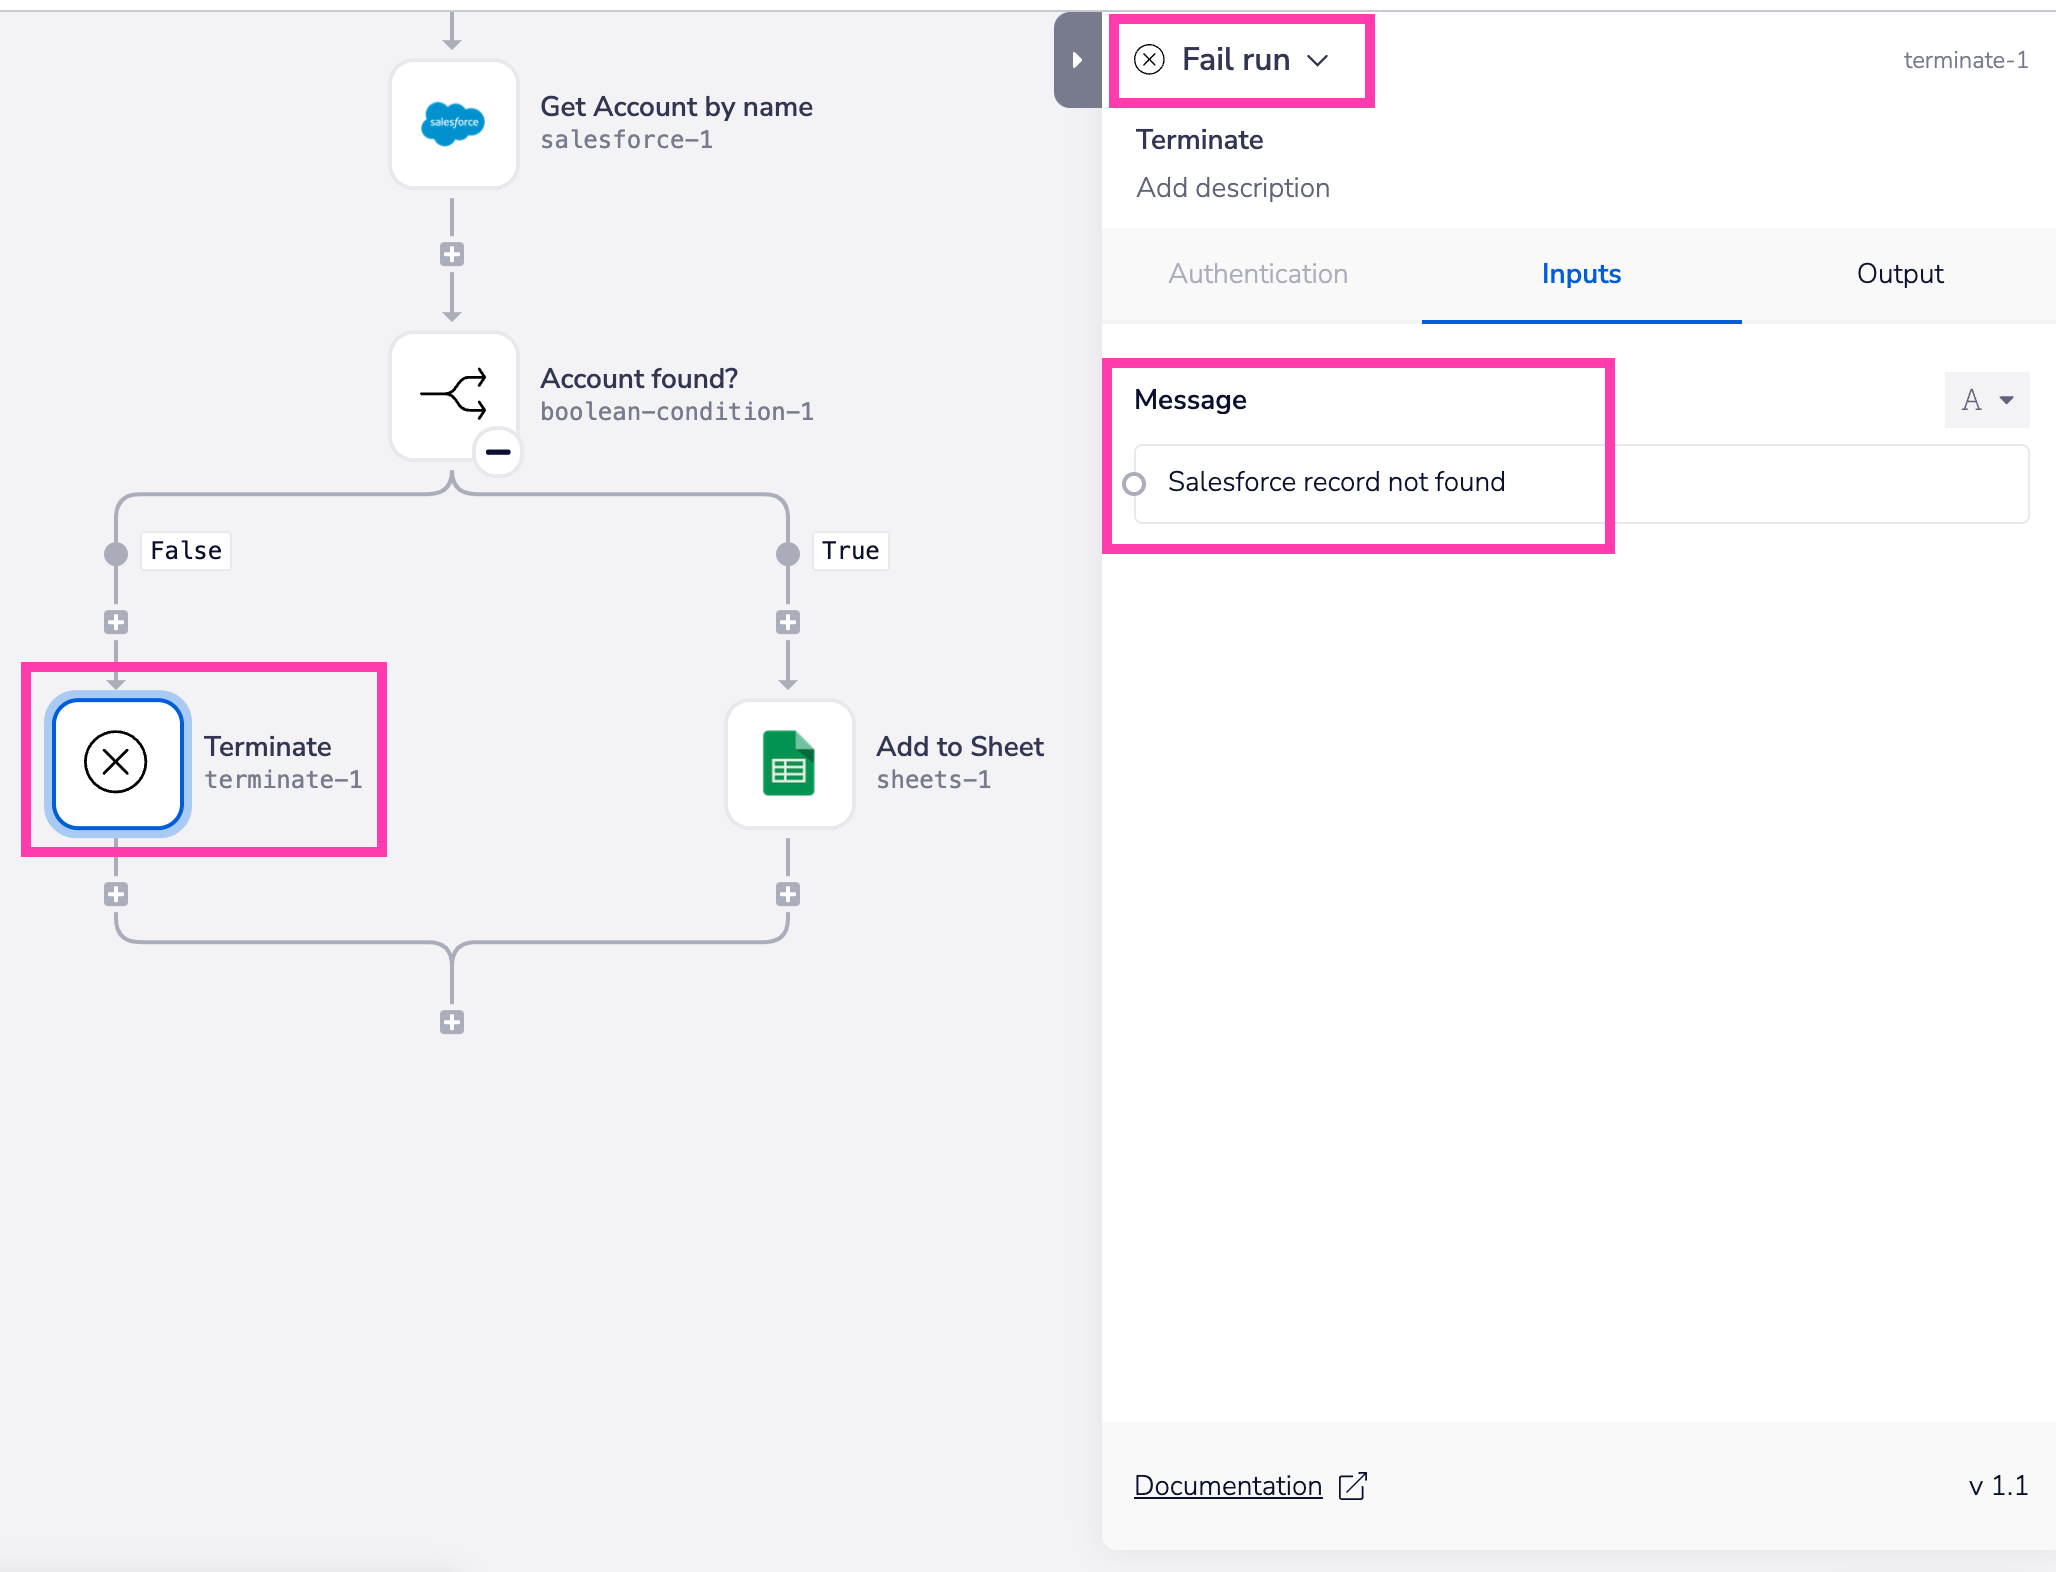 salesforce
Get Account by name
salesforce-1
Account found?
boolean-condition-1
False
True
Terminate
terminate-1
Add to Sheet
sheets-1
Fail run
terminate-1
Terminate
Add description
Authentication
Inputs
Output
Message
A
Salesforce record not found
Documentation
v 1.1